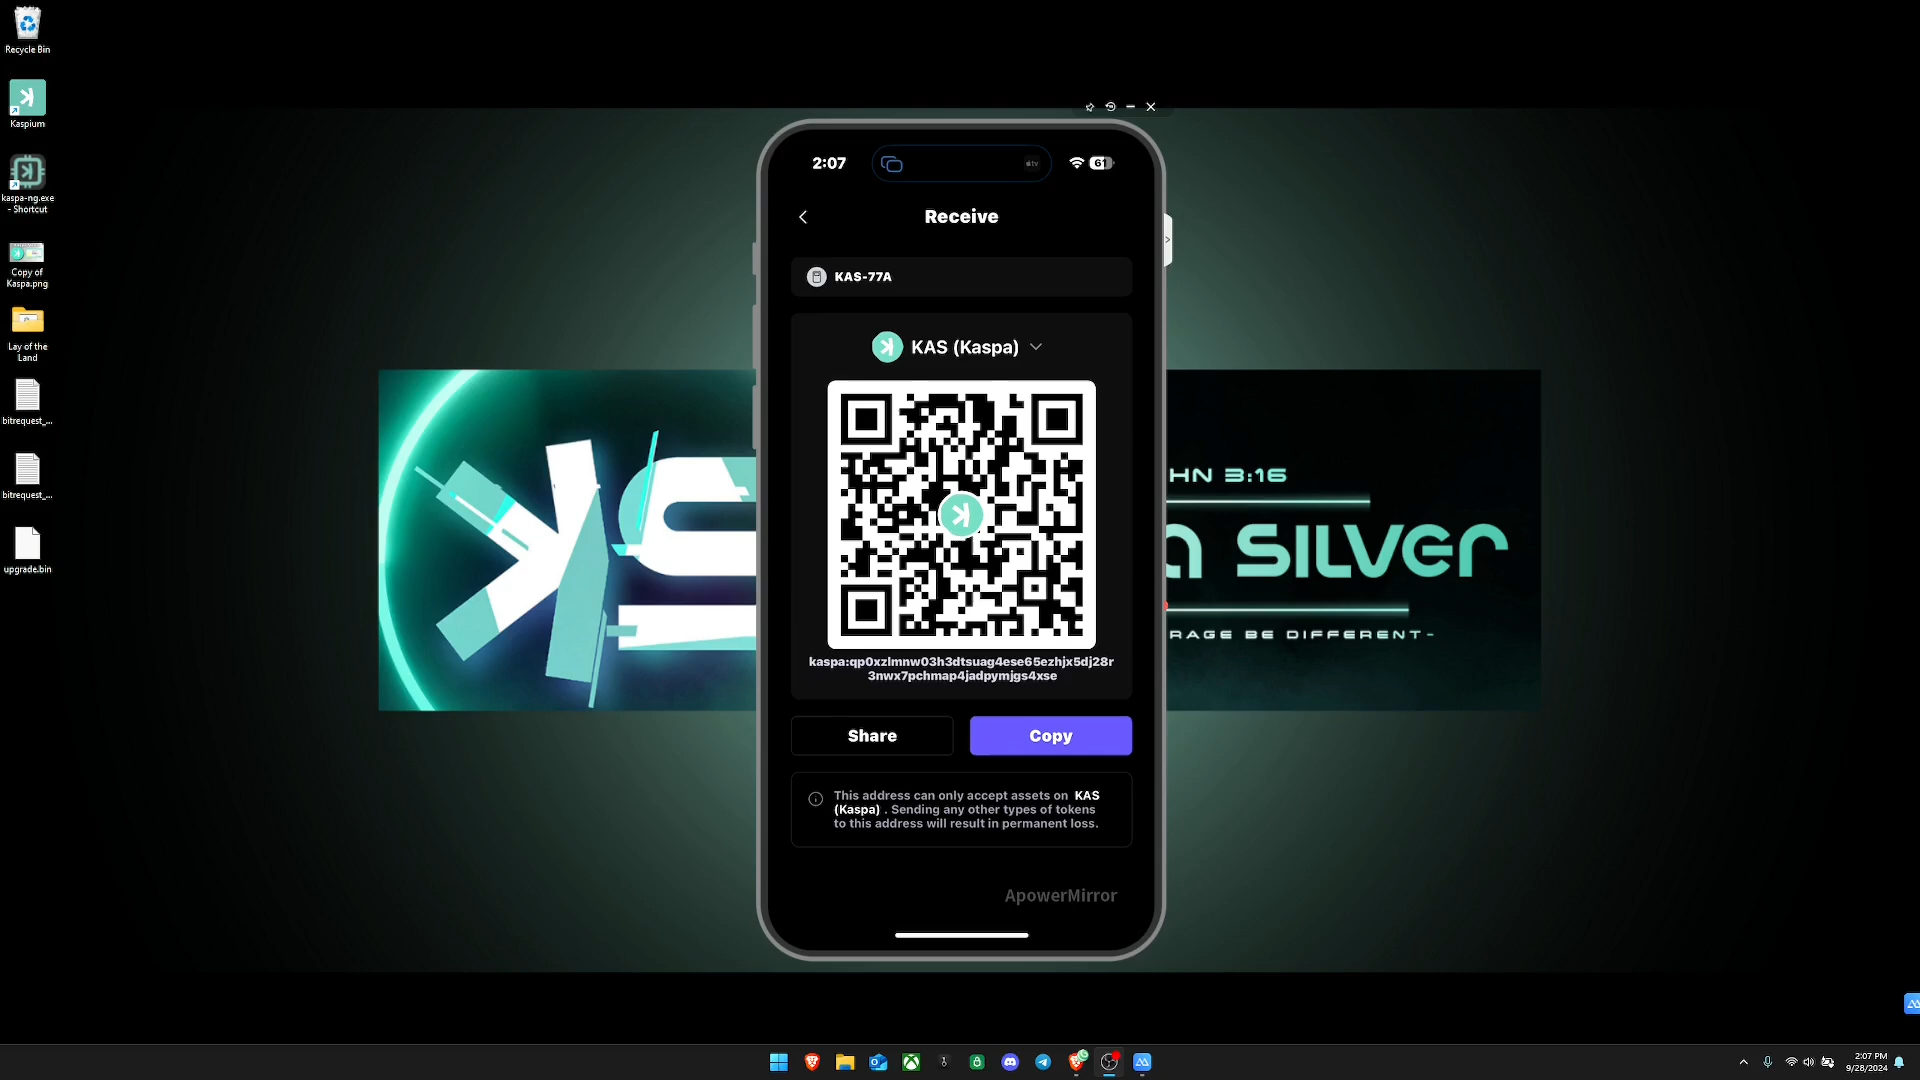 Recycle Bin
Kaspium
kaspa-ng.exe
- Shortcut
Copy of
Kaspa.png
Lay of the
Land
bitrequest_...
bitrequest_...
upgrade.bin
2:07
tv
61
Receive
KAS-77A
KAS (Kaspa)
kaspa:qp0xzlmnw03h3dtsuag4ese65ezhjx5dj28r
3nwx7pchmap4jadpymjgs4xse
Share
Copy
This address can only accept assets on KAS
(Kaspa) . Sending any other types of tokens
to this address will result in permanent loss.
ApowerMirror
HN 3:16
a SILVER
RAGE BE DIFFERENT-
2:07 PM
9/28/2024